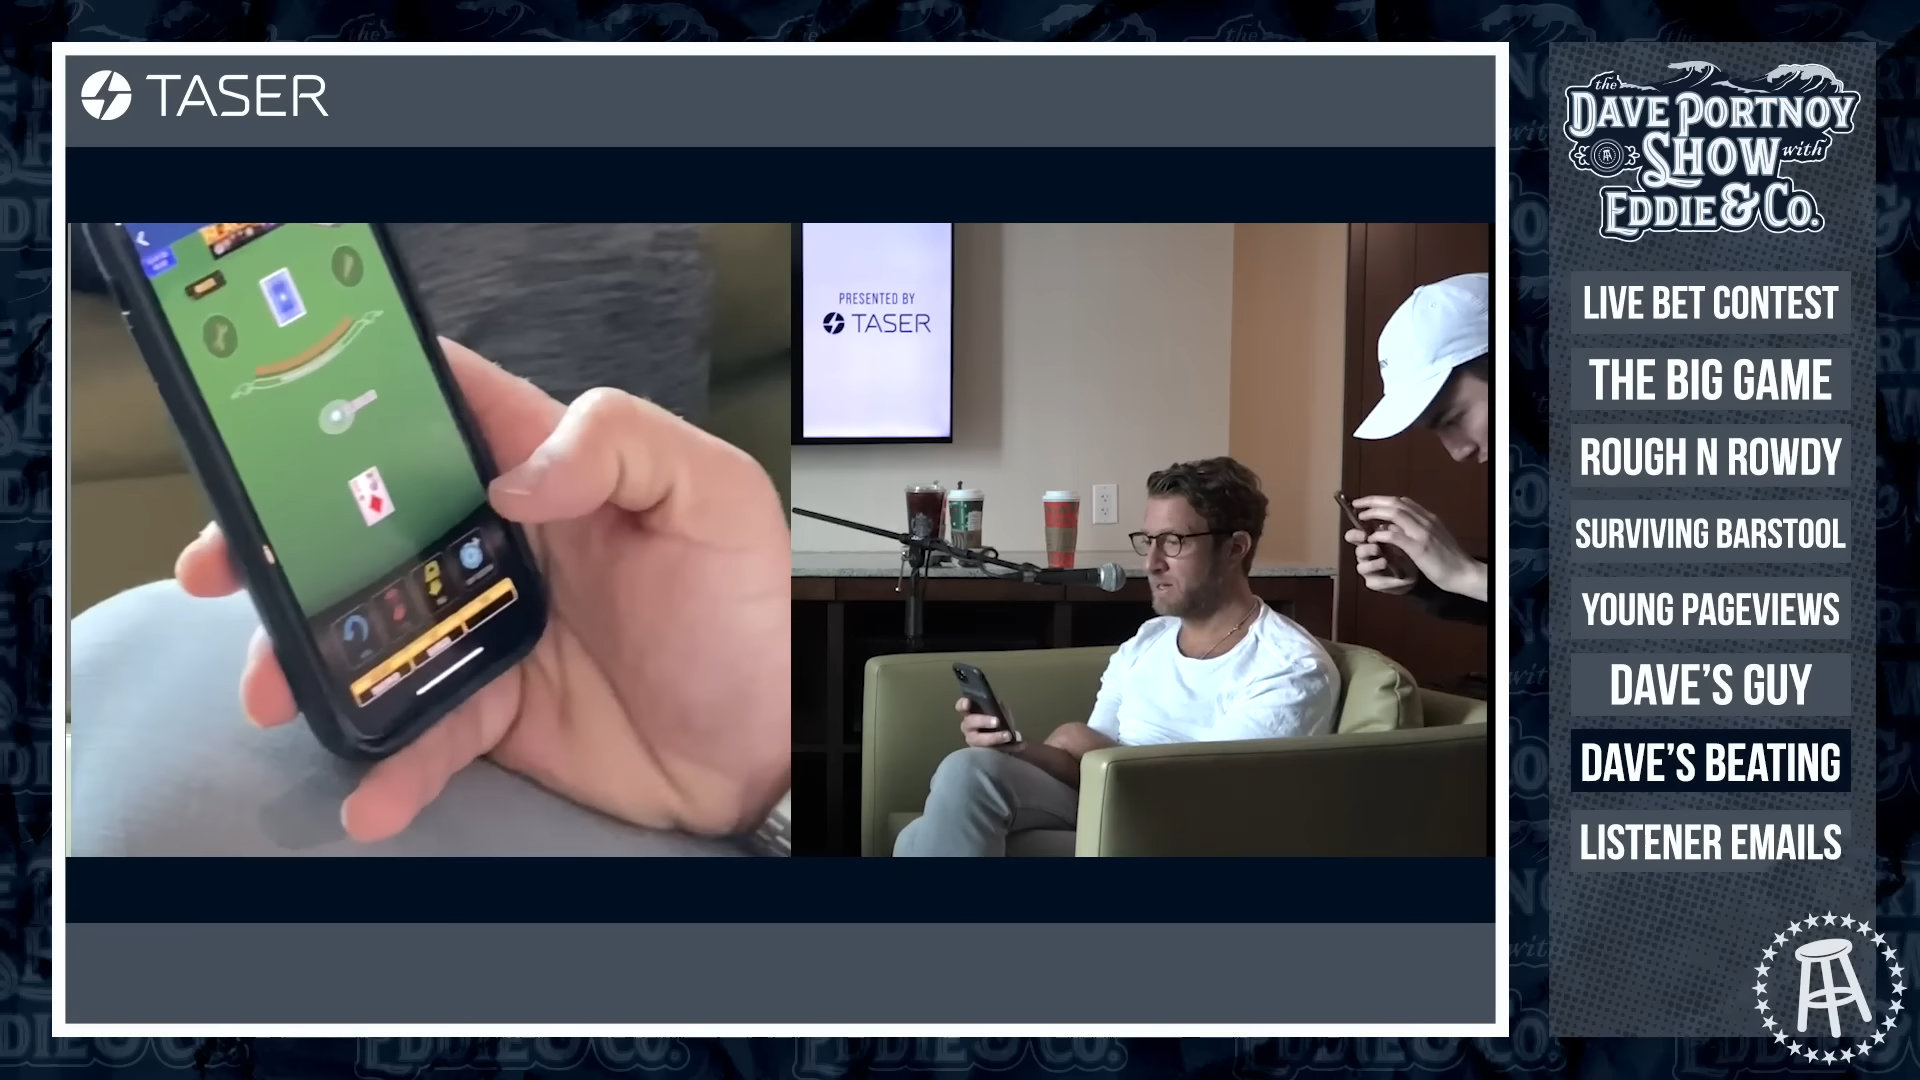 TASER
PRESENTED BY
TASER
the
DAVE PORTNOY
SHOW with
EDDIE & CO.
LIVE BET CONTEST
THE BIG GAME
ROUGH N ROWDY
SURVIVING BARSTOOL
YOUNG PAGEVIEWS
DAVE'S GUY
DAVE'S BEATING
LISTENER EMAILS